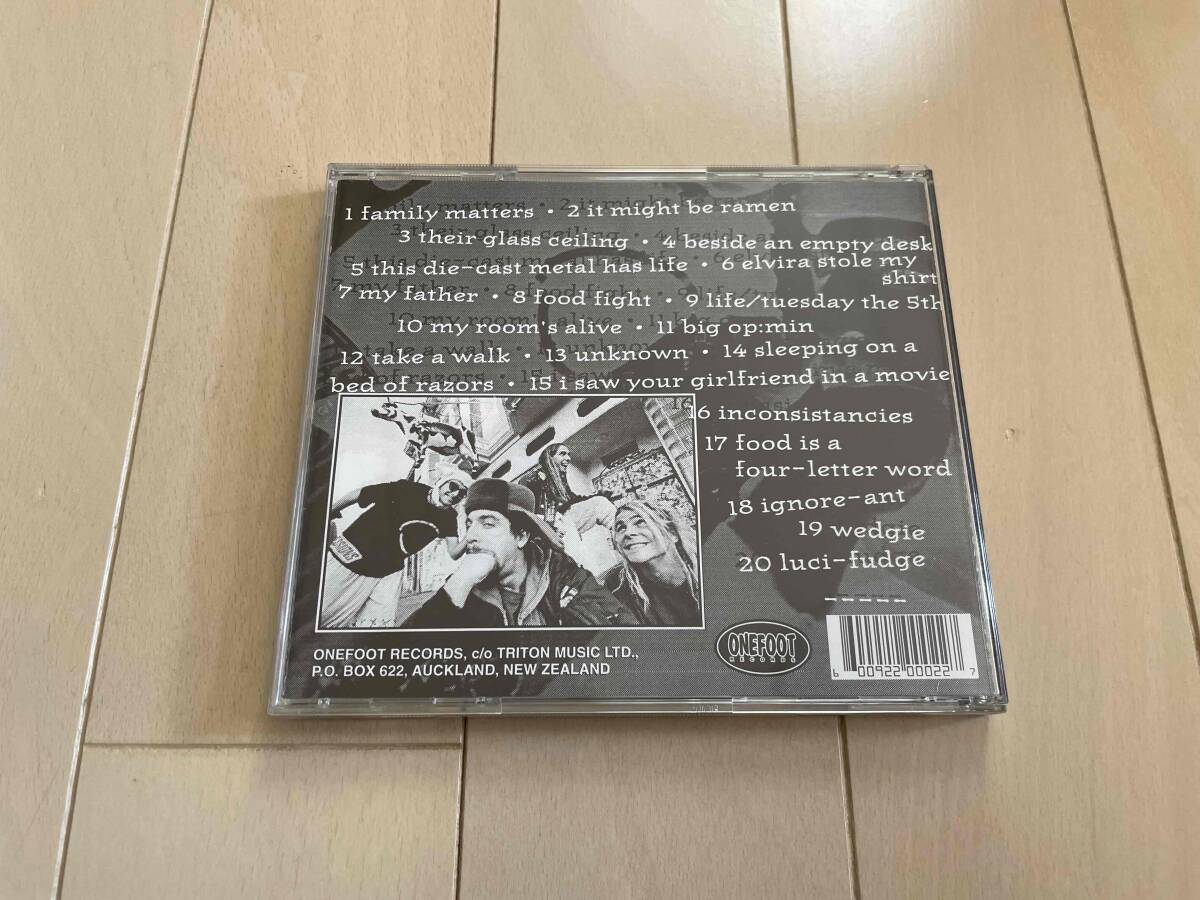 1 family matters • 2 it might be ramen
3 their glass ceiling • 4 beside an empty desk
5 this die-cast metal has life • 6 elvira stole my
shirt
7 my father • 8 food fight • 9 life/tuesday the 5th
10 my room's alive • 11 big op:min
12 take a walk • 13 unknown • 14 sleeping on a
bed of razors • 15 i saw your girlfriend in a movie
16 inconsistancies
17 food is a
four-letter word
18 ignore-ant
19 wedgie
20 luci-fudge
ONEFOOT RECORDS, c/o TRITON MUSIC LTD.,
P.O. BOX 622, AUCKLAND, NEW ZEALAND
ONEFOOT
RECORDS
6 00922 00022 7